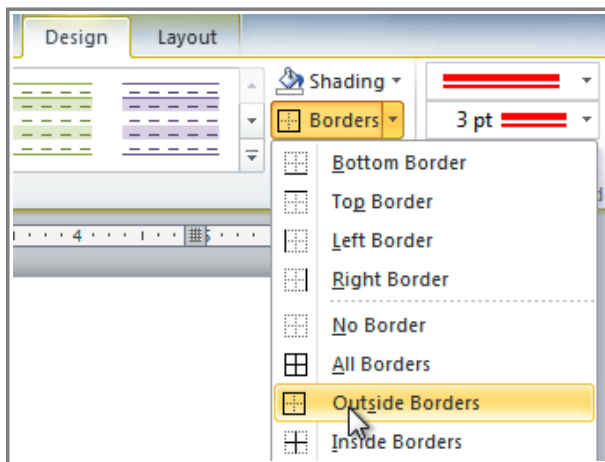 Design Layout
Shading
Borders 3 pt
Bottom Border
Top Border
Left Border
4 5
Right Border
No Border
All Borders
Outside Borders
Inside Borders